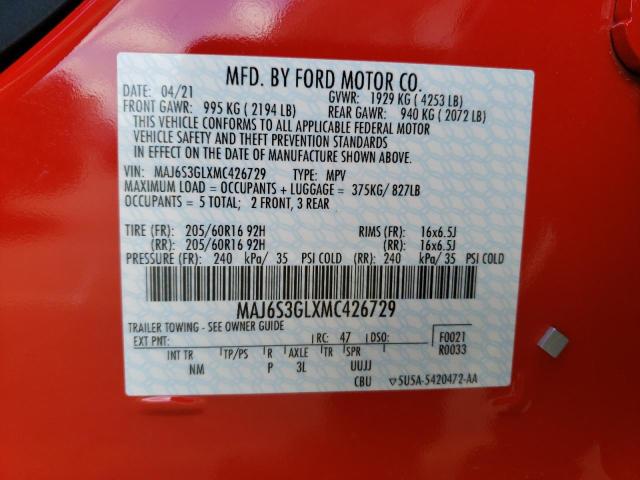 MFD. BY FORD MOTOR CO.
DATE: 04/21 GVWR: 1929 KG ( 4253 LB)
FRONT GAWR: 995 KG ( 2194 LB) REAR GAWR: 940 KG ( 2072 LB)
THIS VEHICLE CONFORMS TO ALL APPLICABLE FEDERAL MOTOR
VEHICLE SAFETY AND THEFT PREVENTION STANDARDS
IN EFFECT ON THE DATE OF MANUFACTURE SHOWN ABOVE.
VIN: MAJ6S3GLXMC426729 TYPE: MPV
MAXIMUM LOAD = OCCUPANTS + LUGGAGE = 375KG/ 827LB
OCCUPANTS = 5 TOTAL; 2 FRONT, 3 REAR
TIRE (FR): 205/60R16 92H RIMS (FR): 16x6.5J
(RR): 205/60R16 92H (RR): 16x6.5J
PRESSURE (FR): 240 kPa/ 35 PSI COLD (RR): 240 kPa/ 35 PSI COLD
MAJ6S3GLXMC426729
TRAILER TOWING - SEE OWNER GUIDE
EXT PNT: RC: 47 DSO: F0021
R0033
INT TR TP/PS R AXLE TR SPR
NM P 3L UUJJ
CBU ▽5U5A-5420472-AA